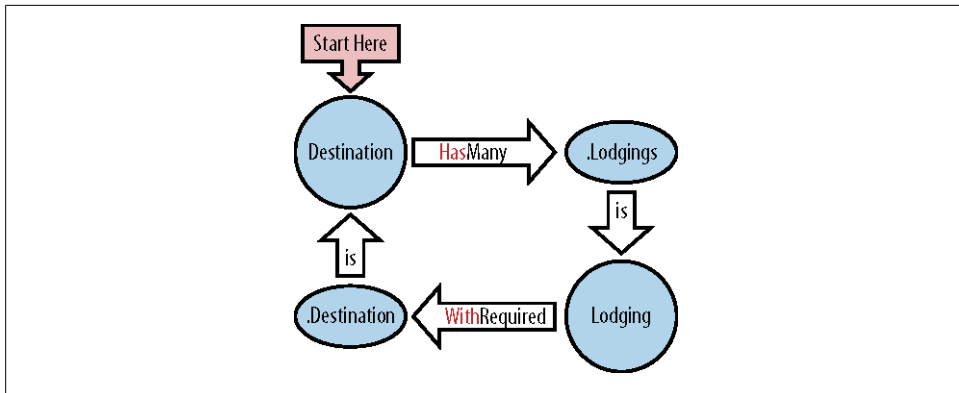 Start Here
Destination
HasMany
.Lodgings
is
is
.Destination
WithRequired
Lodging